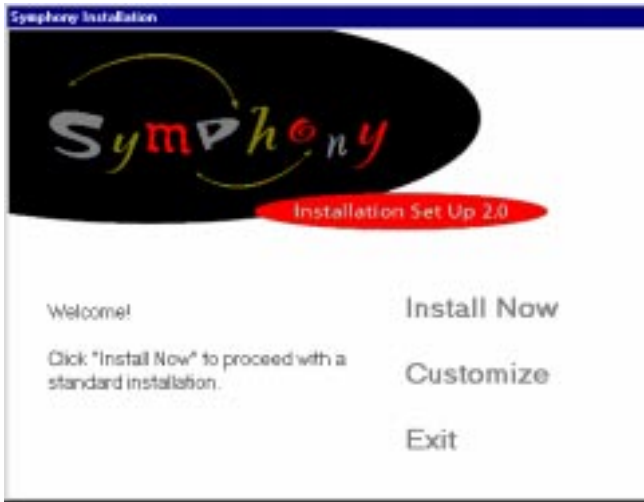 Symphony Installation
Symphony
Installation Set Up 2.0
Welcome!
Click "Install Now" to proceed with a
standard installation.
Install Now
Customize
Exit